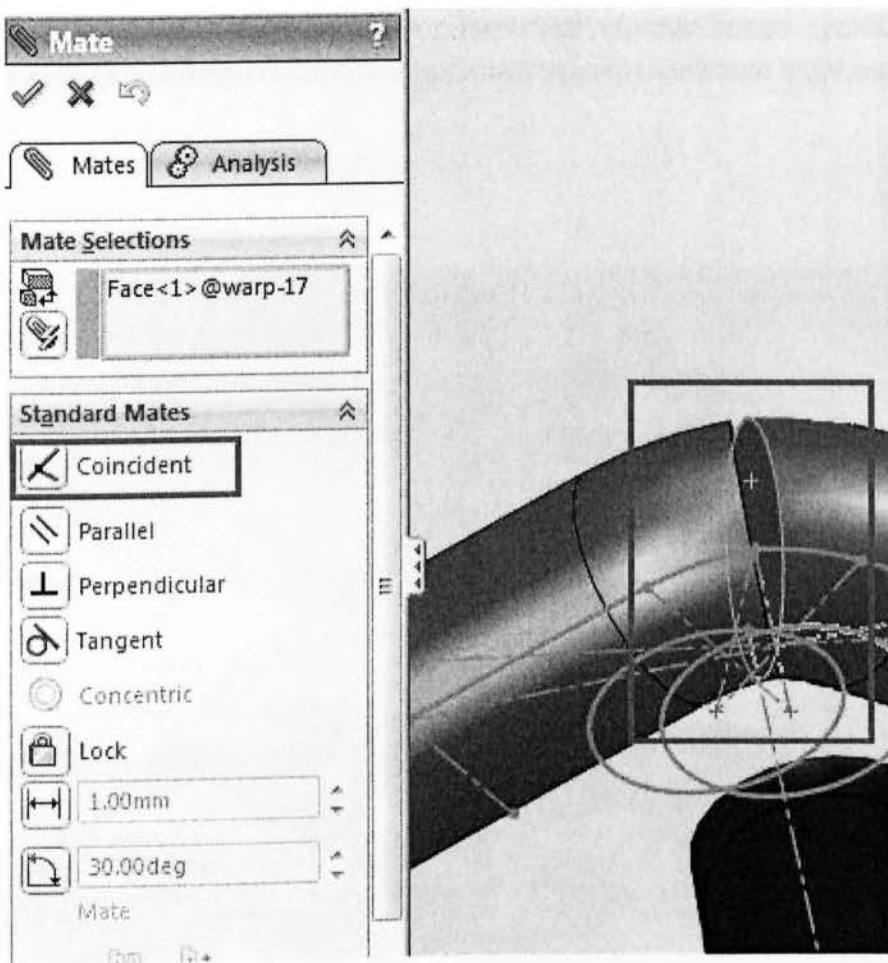 Mate ?
Mates Analysis
Mate Selections
Face<1>@warp-17
Standard Mates
Coincident
Parallel
Perpendicular
Tangent
Concentric
Lock
1.00mm
30.00deg
Mate